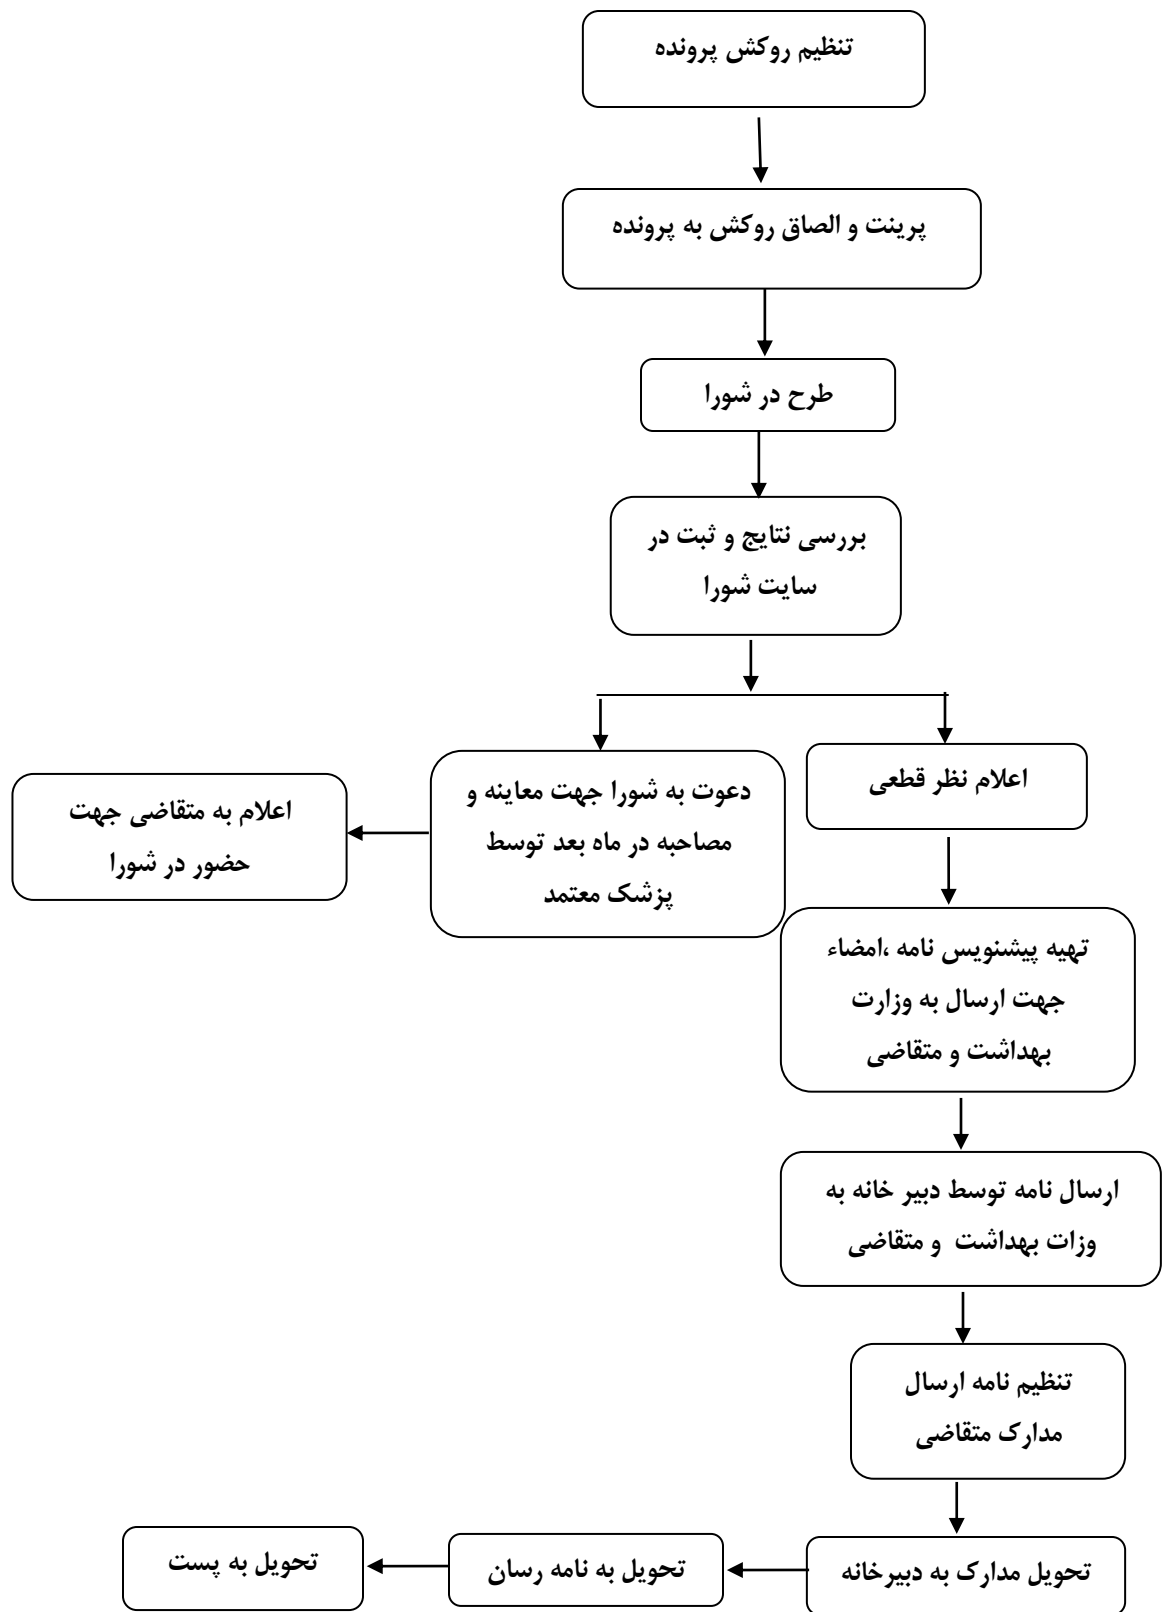 تنظیم روکش پرونده
پرینت و الصاق روکش به پرونده
طرح در شورا
بررسی نتایج و ثبت در
سایت شورا
اعلام نظر قطعی
دعوت به شورا جهت معاینه و
مصاحبه در ماه بعد توسط
پزشک معتمد
اعلام به متقاضی جهت
حضور در شورا
تهیه پیشنویس نامه ،امضاء
جهت ارسال به وزارت
بهداشت و متقاضی
ارسال نامه توسط دبیر خانه به
وزات بهداشت و متقاضی
تنظیم نامه ارسال
مدارک متقاضی
تحویل مدارک به دبیرخانه
تحویل به نامه رسان
تحویل به پست